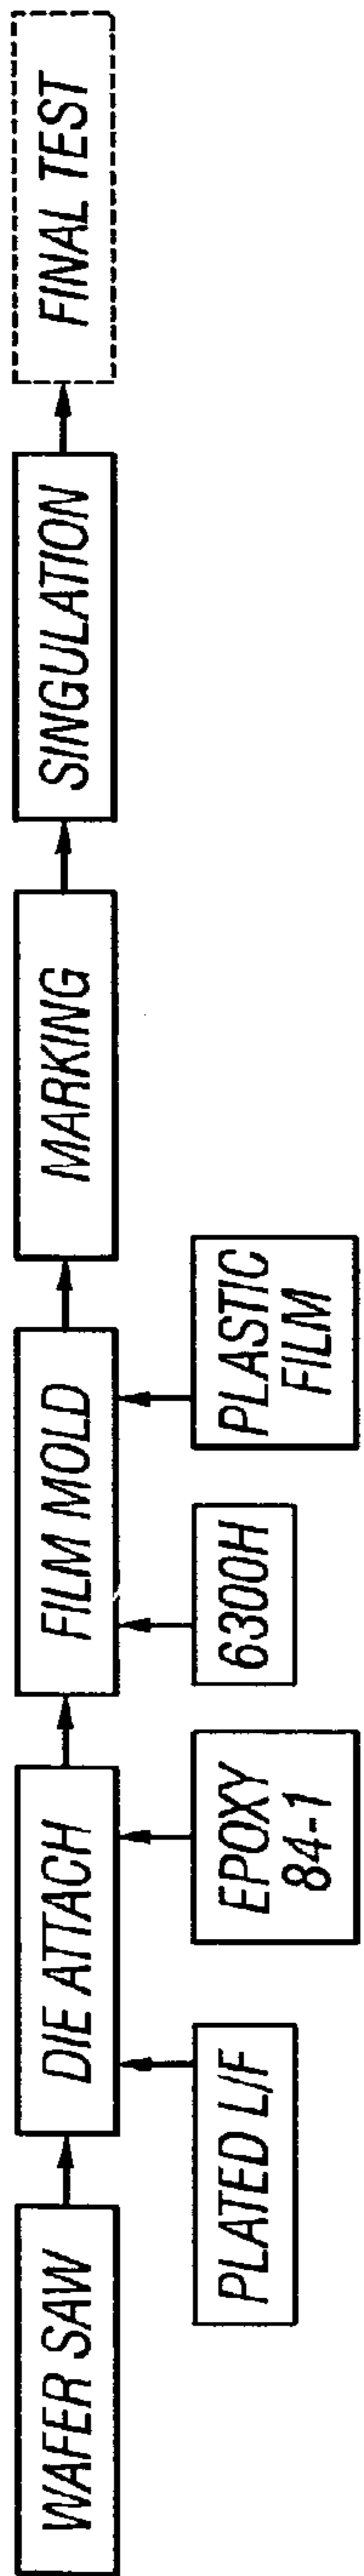 WAFER SAW
DIE ATTACH
FILM MOLD
MARKING
SINGULATION
FINAL TEST
PLATED L/F
EPOXY
84-1
6300H
PLASTIC
FILM